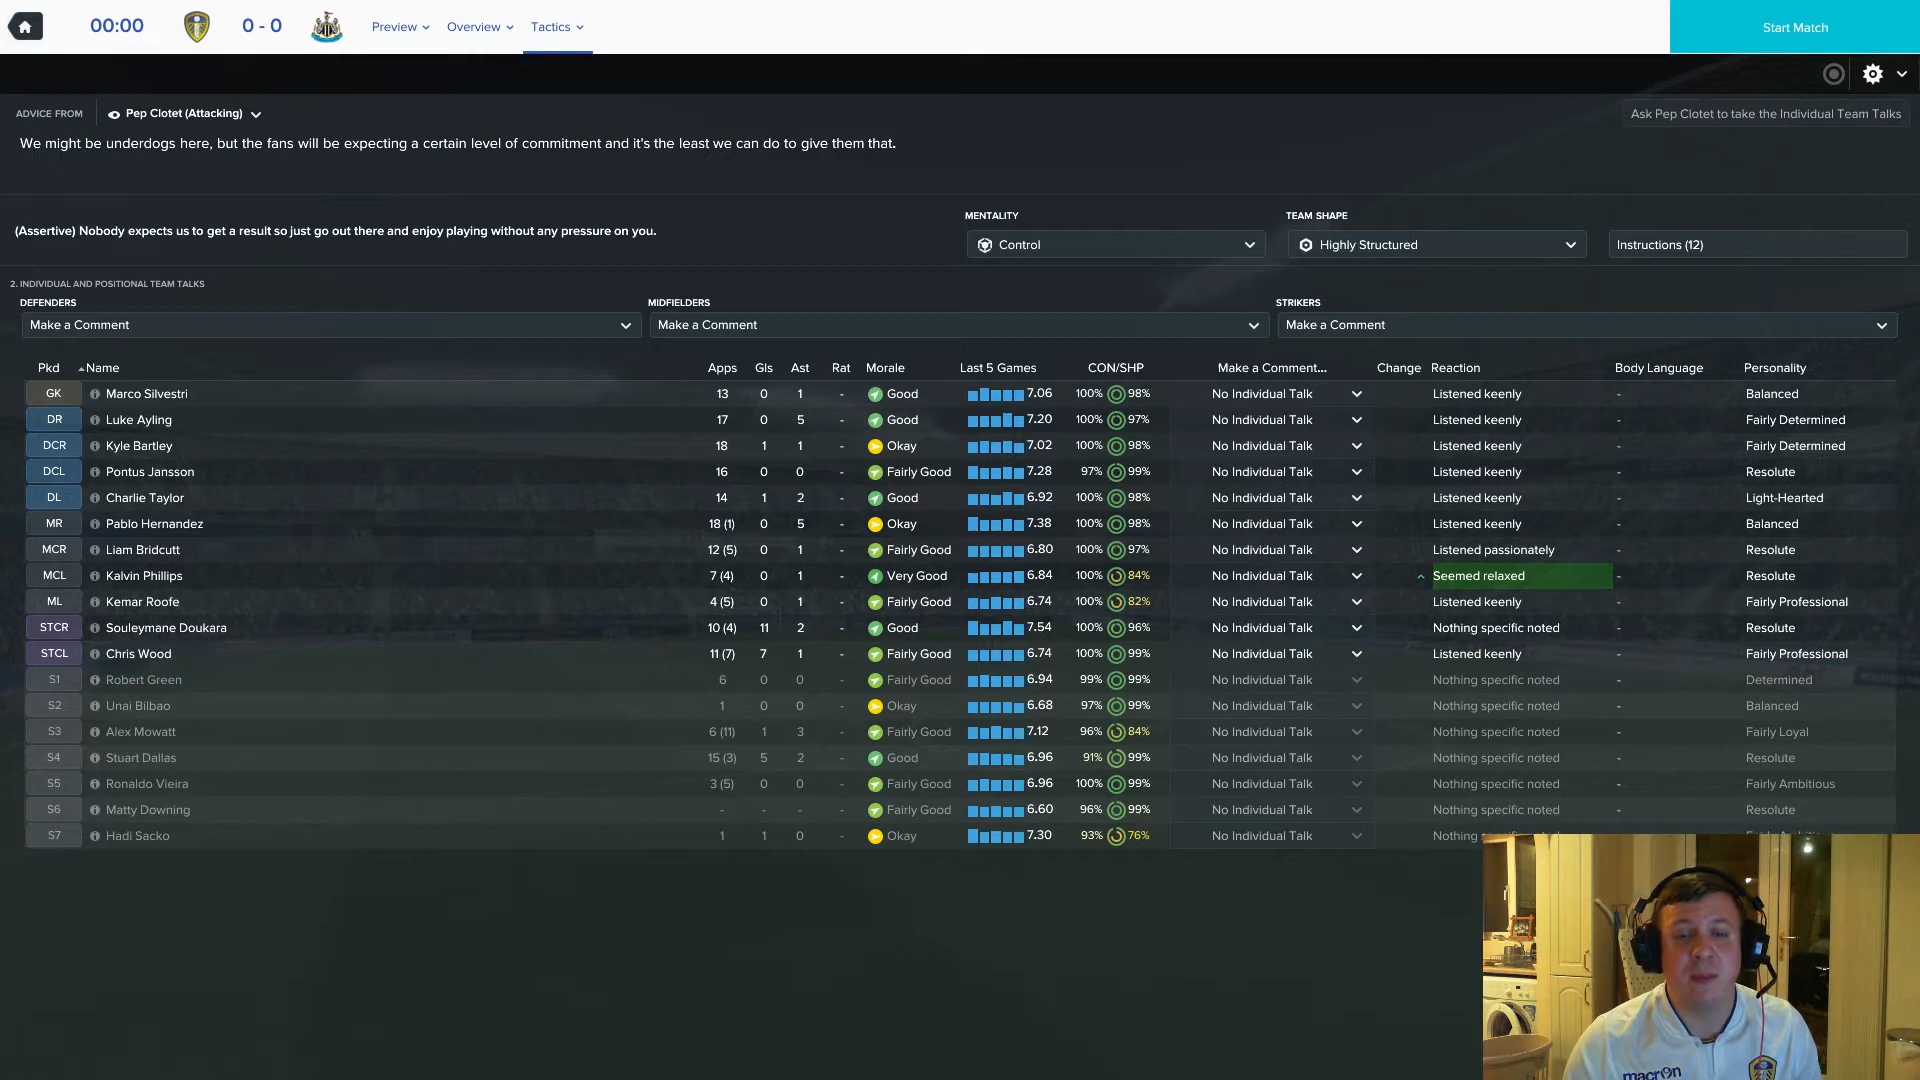 00:00 0 - 0 Preview Overview Tactics Start Match
ADVICE FROM Pep Clotet (Attacking) Ask Pep Clotet to take the Individual Team Talks
We might be underdogs here, but the fans will be expecting a certain level of commitment and it's the least we can do to give them that.
MENTALITY TEAM SHAPE
(Assertive) Nobody expects us to get a result so just go out there and enjoy playing without any pressure on you.
Control Highly Structured Instructions (12)
2. INDIVIDUAL AND POSITIONAL TEAM TALKS
DEFENDERS MIDFIELDERS STRIKERS
Make a Comment Make a Comment Make a Comment
Pkd Name Apps Gls Ast Rat Morale Last 5 Games CON/SHP Make a Comment... Change Reaction Body Language Personality
GK Marco Silvestri 13 0 1 - Good 7.06 100% 98% No Individual Talk Listened keenly - Balanced
DR Luke Ayling 17 0 5 - Good 7.20 100% 97% No Individual Talk Listened keenly - Fairly Determined
DCR Kyle Bartley 18 1 1 - Okay 7.02 100% 98% No Individual Talk Listened keenly - Fairly Determined
DCL Pontus Jansson 16 0 0 - Fairly Good 7.28 97% 99% No Individual Talk Listened keenly - Resolute
DL Charlie Taylor 14 1 2 - Good 6.92 100% 98% No Individual Talk Listened keenly - Light-Hearted
MR Pablo Hernandez 18 (1) 0 5 - Okay 7.38 100% 98% No Individual Talk Listened keenly - Balanced
MCR Liam Bridcutt 12 (5) 0 1 - Fairly Good 6.80 100% 97% No Individual Talk Listened passionately - Resolute
MCL Kalvin Phillips 7 (4) 0 1 - Very Good 6.84 100% 84% No Individual Talk Seemed relaxed - Resolute
ML Kemar Roofe 4 (5) 0 1 - Fairly Good 6.74 100% 82% No Individual Talk Listened keenly - Fairly Professional
STCR Souleymane Doukara 10 (4) 11 2 - Good 7.54 100% 96% No Individual Talk Nothing specific noted - Resolute
STCL Chris Wood 11 (7) 7 1 - Fairly Good 6.74 100% 99% No Individual Talk Listened keenly - Fairly Professional
S1 Robert Green 6 0 0 - Fairly Good 6.94 99% 99% No Individual Talk Nothing specific noted - Determined
S2 Unai Bilbao 1 0 0 - Okay 6.68 97% 99% No Individual Talk Nothing specific noted - Balanced
S3 Alex Mowatt 6 (11) 1 3 - Fairly Good 7.12 96% 84% No Individual Talk Nothing specific noted - Fairly Loyal
S4 Stuart Dallas 15 (3) 5 2 - Good 6.96 91% 99% No Individual Talk Nothing specific noted - Resolute
S5 Ronaldo Vieira 3 (5) 0 0 - Fairly Good 6.96 100% 99% No Individual Talk Nothing specific noted - Fairly Ambitious
S6 Matty Downing - - - - Fairly Good 6.60 96% 99% No Individual Talk Nothing specific noted - Resolute
S7 Hadi Sacko 1 1 0 - Okay 7.30 93% 76% No Individual Talk Nothing specific noted -
macron